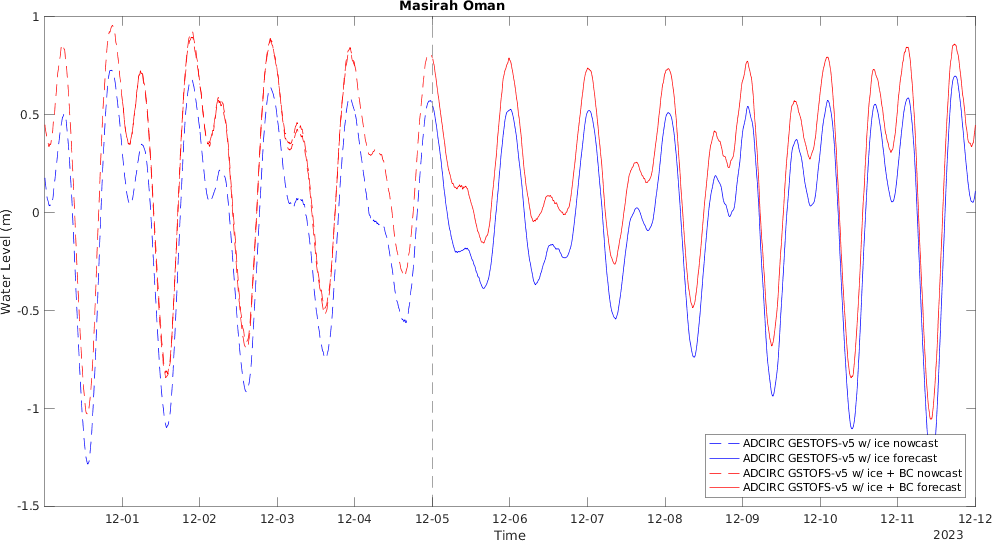 Masirah Oman
1
0.5
0
-0.5
-1
-1.5
Water Level (m)
ADCIRC GESTOFS-v5 w/ ice nowcast
ADCIRC GESTOFS-v5 w/ ice forecast
ADCIRC GSTOFS-v5 w/ ice + BC nowcast
ADCIRC GSTOFS-v5 w/ ice + BC forecast
12-01 12-02 12-03 12-04 12-05 12-06 12-07 12-08 12-09 12-10 12-11 12-12
Time
2023